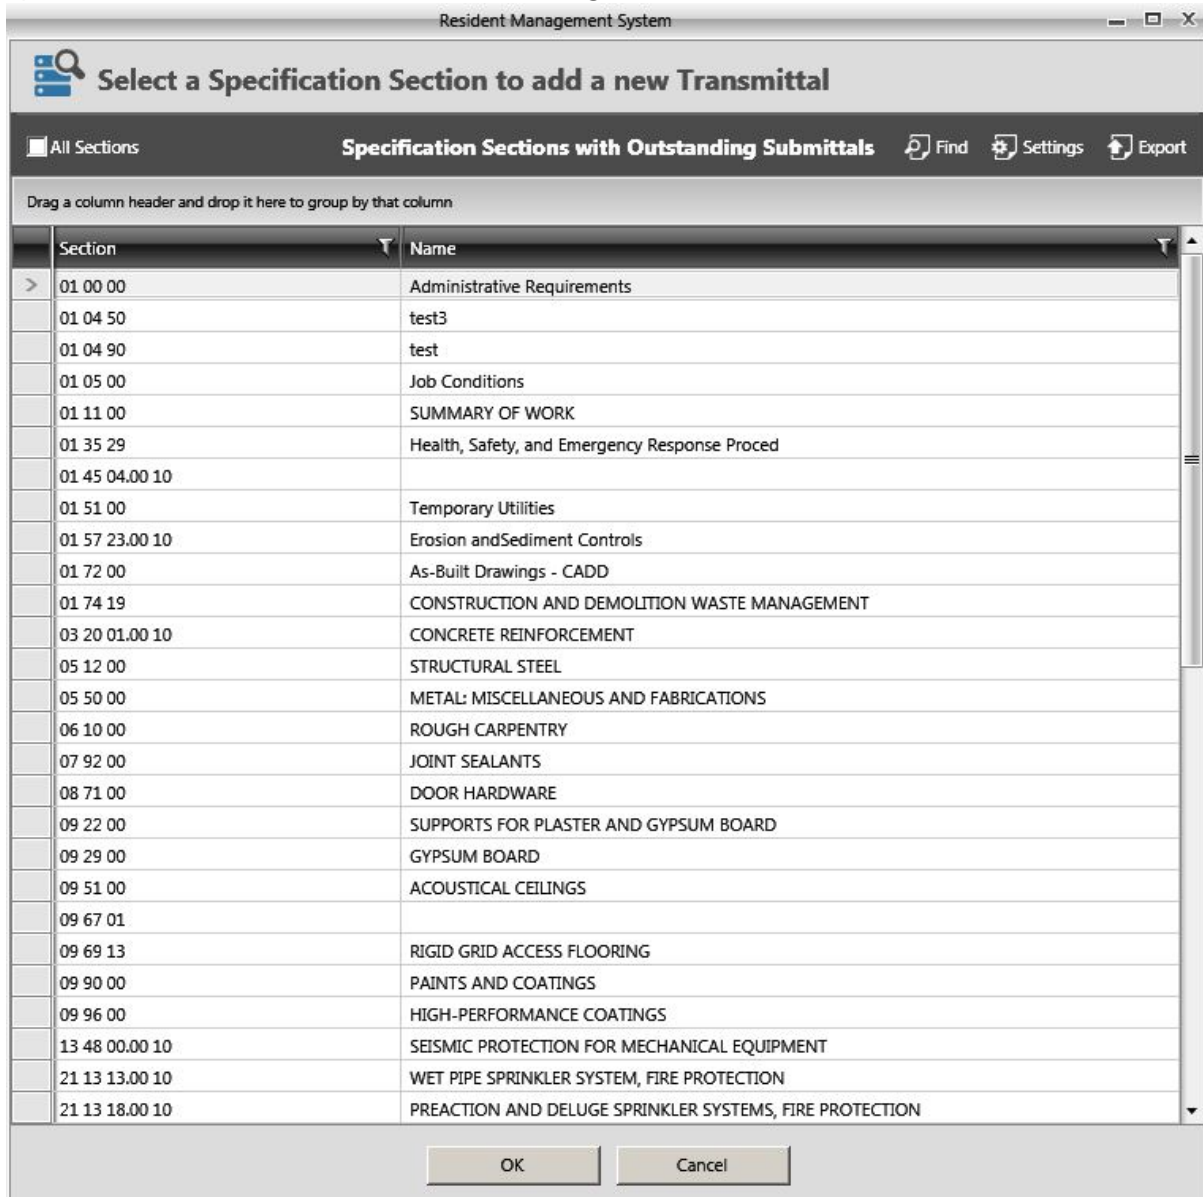 Resident Management System
Select a Specification Section to add a new Transmittal
All Sections Specification Sections with Outstanding Submittals Find Settings Export
Drag a column header and drop it here to group by that column
Section Name
01 00 00 Administrative Requirements
01 04 50 test3
01 04 90 test
01 05 00 Job Conditions
01 11 00 SUMMARY OF WORK
01 35 29 Health, Safety, and Emergency Response Proced
01 45 04.00 10
01 51 00 Temporary Utilities
01 57 23.00 10 Erosion andSediment Controls
01 72 00 As-Built Drawings - CADD
01 74 19 CONSTRUCTION AND DEMOLITION WASTE MANAGEMENT
03 20 01.00 10 CONCRETE REINFORCEMENT
05 12 00 STRUCTURAL STEEL
05 50 00 METAL: MISCELLANEOUS AND FABRICATIONS
06 10 00 ROUGH CARPENTRY
07 92 00 JOINT SEALANTS
08 71 00 DOOR HARDWARE
09 22 00 SUPPORTS FOR PLASTER AND GYPSUM BOARD
09 29 00 GYPSUM BOARD
09 51 00 ACOUSTICAL CEILINGS
09 67 01
09 69 13 RIGID GRID ACCESS FLOORING
09 90 00 PAINTS AND COATINGS
09 96 00 HIGH-PERFORMANCE COATINGS
13 48 00.00 10 SEISMIC PROTECTION FOR MECHANICAL EQUIPMENT
21 13 13.00 10 WET PIPE SPRINKLER SYSTEM, FIRE PROTECTION
21 13 18.00 10 PREACTION AND DELUGE SPRINKLER SYSTEMS, FIRE PROTECTION
OK Cancel